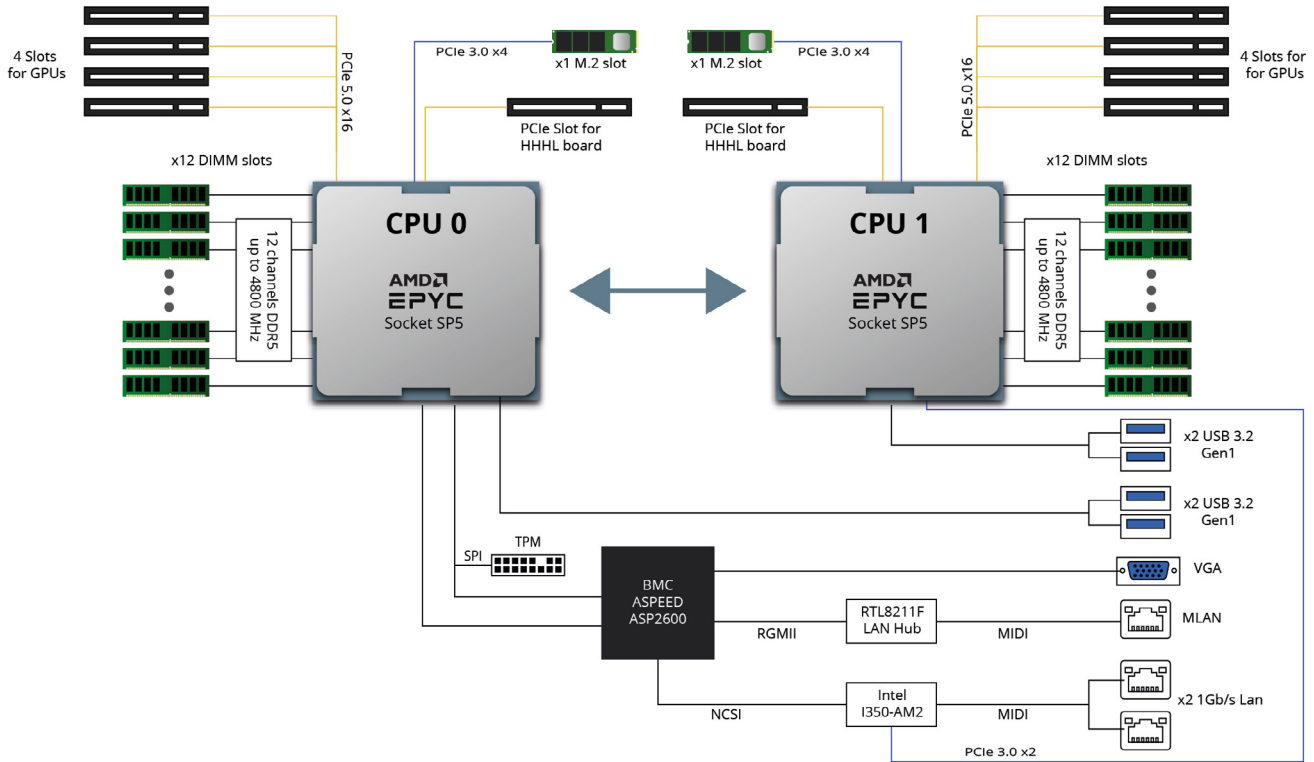 4 Slots
for GPUs
PCIe 5.0 x16
PCIe 3.0 x4
x1 M.2 slot
PCIe Slot for
HHHL board
x1 M.2 slot
PCIe 3.0 x4
PCIe Slot for
HHHL board
PCIe 5.0 x16
4 Slots for
for GPUs
x12 DIMM slots
12 channels DDR5
up to 4800 MHz
CPU 0
AMD
EPYC
Socket SP5
CPU 1
AMD
EPYC
Socket SP5
x12 DIMM slots
12 channels DDR5
up to 4800 MHz
x2 USB 3.2
Gen1
x2 USB 3.2
Gen1
SPI
TPM
BMC
ASPEED
ASP2600
VGA
RGMII
RTL8211F
LAN Hub
MIDI
MLAN
NCSI
Intel
I350-AM2
MIDI
x2 1Gb/s Lan
PCIe 3.0 x2